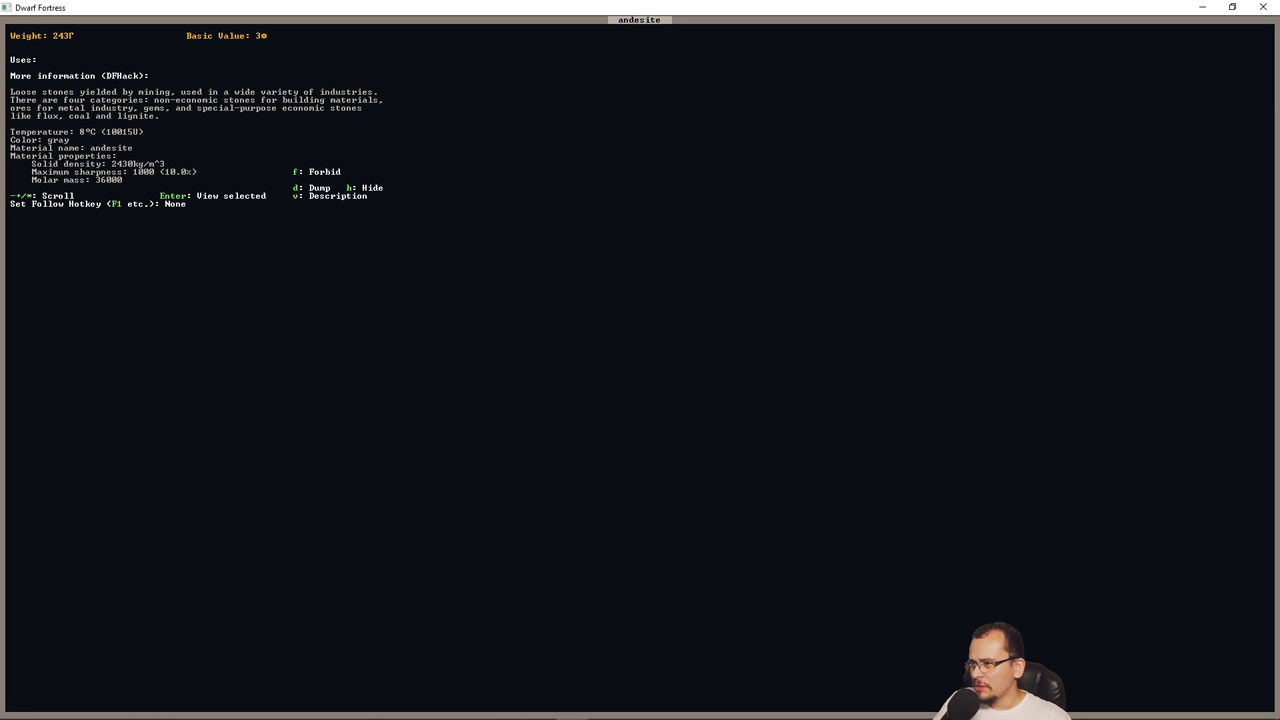 Dwarf Fortress
andesite
Weight: 243Γ Basic Value: 3☼
Uses:
More information (DFHack):
Loose stones yielded by mining, used in a wide variety of industries.
There are four categories: non-economic stones for building materials,
ores for metal industry, gems, and special-purpose economic stones
like flux, coal and lignite.
Temperature: 8°C (10015U)
Color: gray
Material name: andesite
Material properties:
Solid density: 2430kg/m^3
Maximum sharpness: 1000 (10.0%) f: Forbid
Molar mass: 36000
d: Dump h: Hide
-+/*: Scroll Enter: View selected v: Description
Set Follow Hotkey (F1 etc.): None